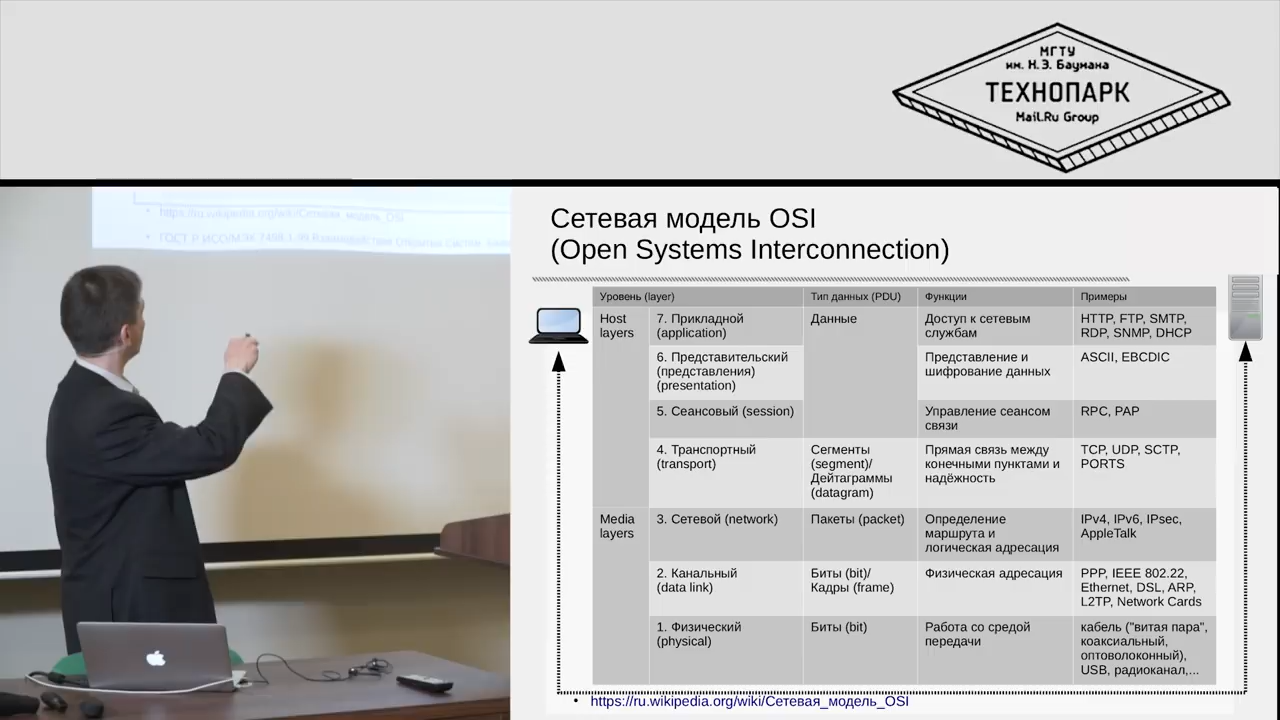 МГТУ
им. Н.Э. Баумана
ТЕХНОПАРК
Mail.Ru Group
https://ru.wikipedia.org/wiki/Сетевая_модель_OSI
Сетевая модель OSI
(Open Systems Interconnection)
Уровень (layer)
Тип данных (PDU)
Функции
Примеры
Host
layers
7. Прикладной
(application)
Данные
Доступ к сетевым
службам
HTTP, FTP, SMTP,
RDP, SNMP, DHCP
6. Представительский
(представления)
(presentation)
Представление и
шифрование данных
ASCII, EBCDIC
5. Сеансовый (session)
Управление сеансом
связи
RPC, PAP
4. Транспортный
(transport)
Сегменты
(segment)/
Дейтаграммы
(datagram)
Прямая связь между
конечными пунктами и
надёжность
TCP, UDP, SCTP,
PORTS
Media
layers
3. Сетевой (network)
Пакеты (packet)
Определение
маршрута и
логическая адресация
IPv4, IPv6, IPsec,
AppleTalk
2. Канальный
(data link)
Биты (bit)/
Кадры (frame)
Физическая адресация
PPP, IEEE 802.22,
Ethernet, DSL, ARP,
L2TP, Network Cards
1. Физический
(physical)
Биты (bit)
Работа со средой
передачи
кабель ("витая пара",
коаксиальный,
оптоволоконный),
USB, радиоканал,...
https://ru.wikipedia.org/wiki/Сетевая_модель_OSI